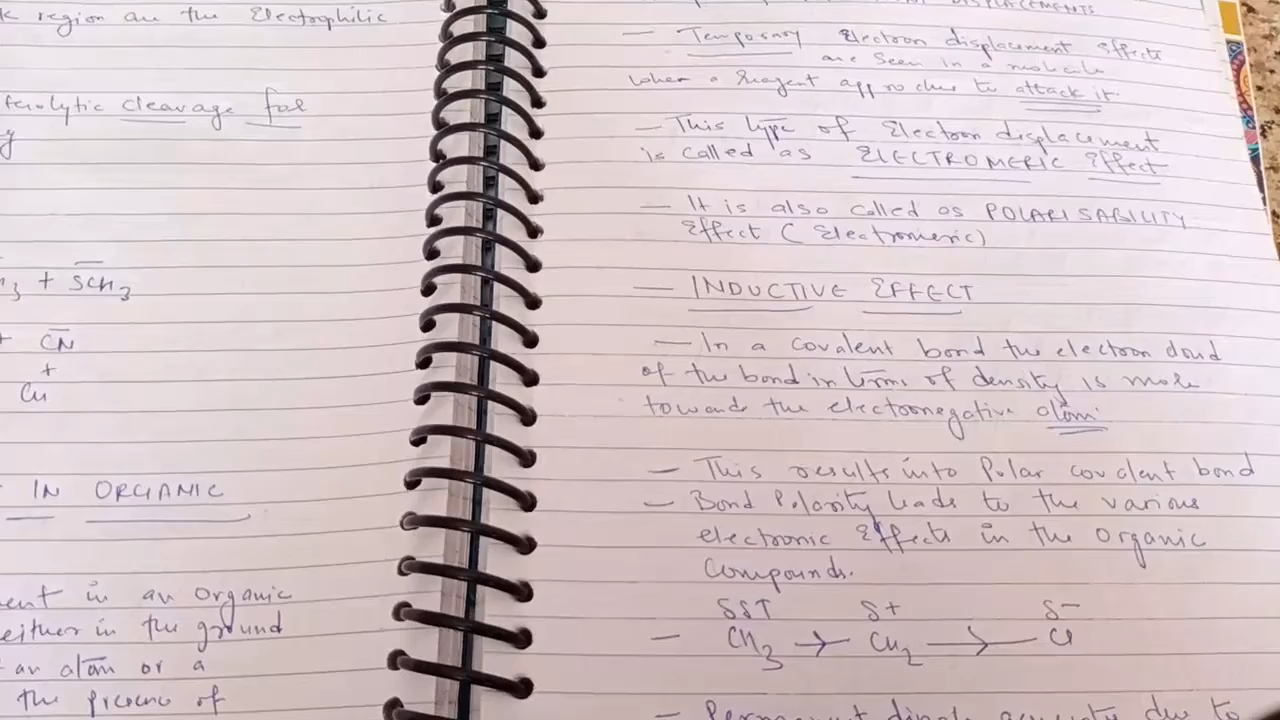 k region are the Electrophilic
terolytic cleavage for
y
3 + SCH3
+ CN
+
Cu
IN ORGANIC
ent in an organic
either in the ground
an atom or a
the presence of
DISPLACEMENTS
— Temporary Electron displacement effects
are seen in a molecule
when a reagent approaches to attack it.
— This type of Electron displacement
is called as ELECTROMERIC Effect
— It is also called as POLARISABILITY
Effect (Electromeric)
— INDUCTIVE EFFECT
— In a covalent bond the electron cloud
of the bond in terms of density is more
towards the electronegative atom.
— This results into Polar covalent bond
— Bond Polarity leads to the various
electronic Effects in the organic
Compounds.
δδ+ δ+ δ−
— CH3 → CH2 → Cl
— Permanent dipole due to